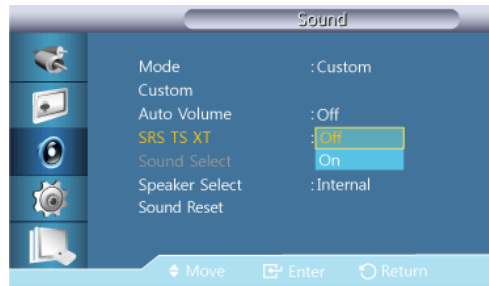 Sound
Mode : Custom
Custom
Auto Volume : Off
SRS TS XT : Off
Sound Select On
Speaker Select : Internal
Sound Reset
Move Enter Return